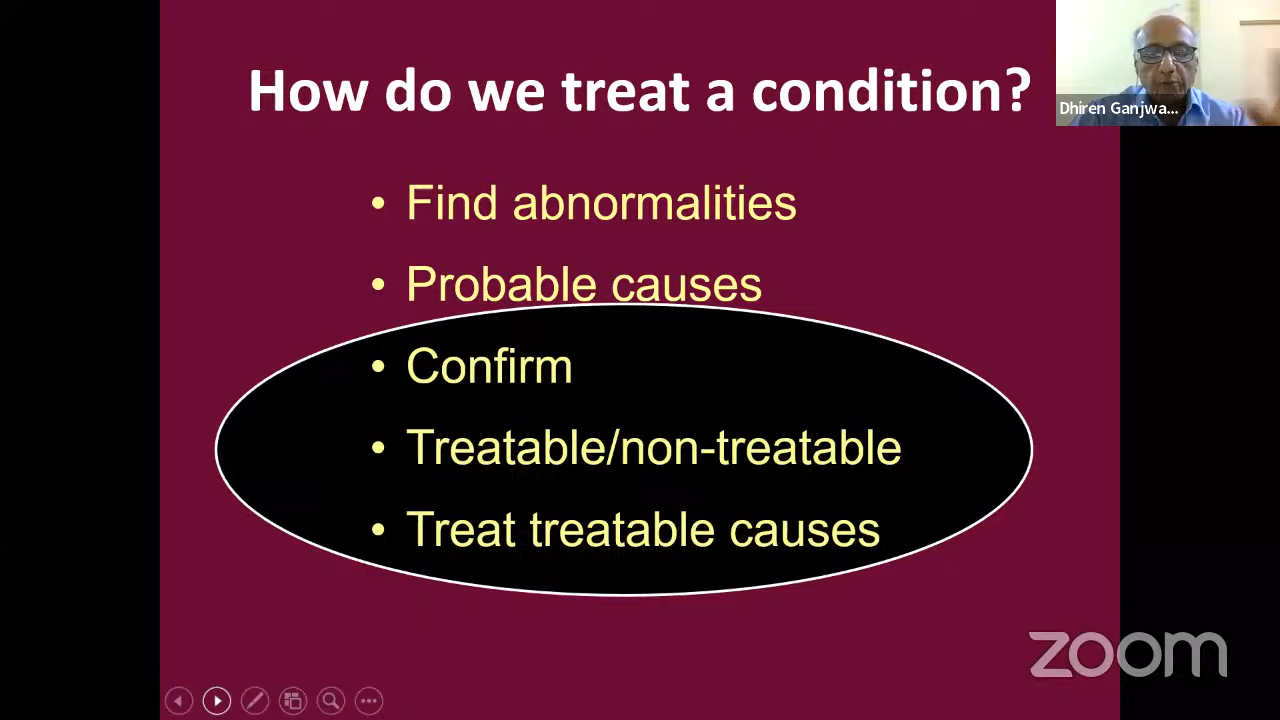 How do we treat a condition?
Dhiren Ganjwa...
• Find abnormalities
• Probable causes
• Confirm
• Treatable/non-treatable
• Treat treatable causes
zoom